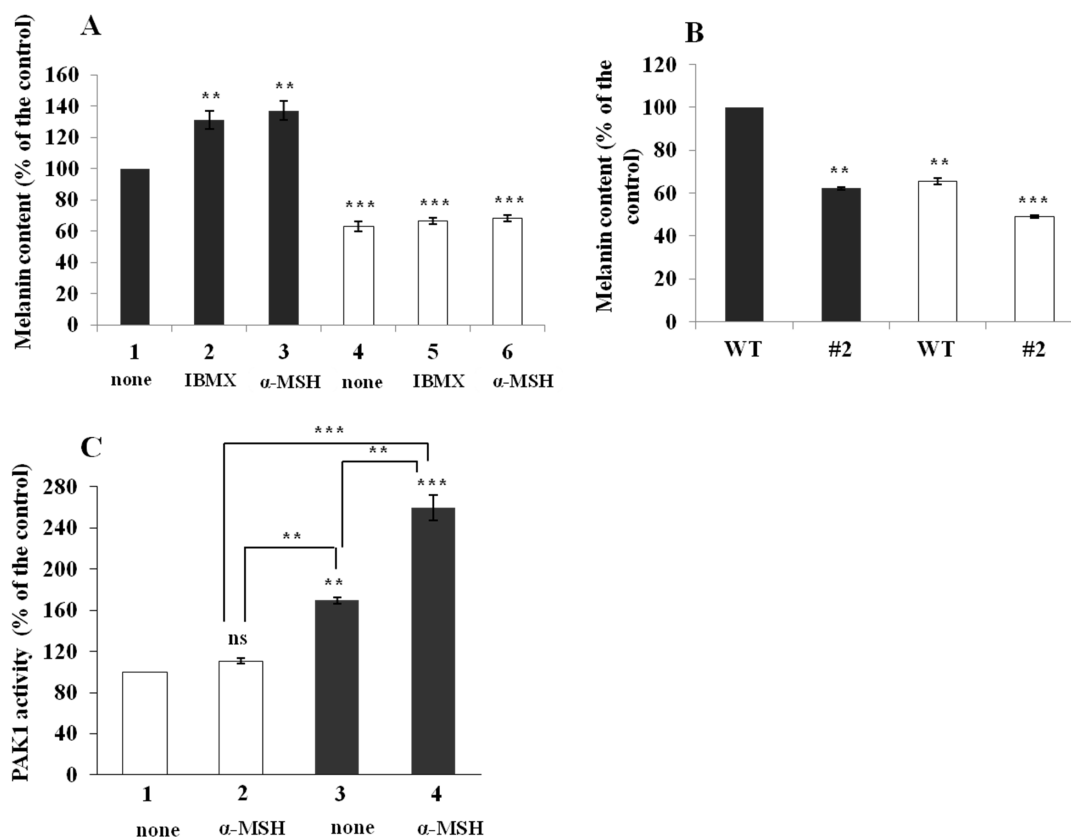 A
Melanin content (% of the control)
160
140
120
100
80
60
40
20
0
**
**
***
***
***
1 2 3 4 5 6
none IBMX α-MSH none IBMX α-MSH
B
Melanin content (% of the
control)
120
100
80
60
40
20
0
**
**
***
WT #2 WT #2
C
PAK1 activity (% of the control)
280
240
200
160
120
80
40
0
***
**
***
**
**
ns
1 2 3 4
none α-MSH none α-MSH